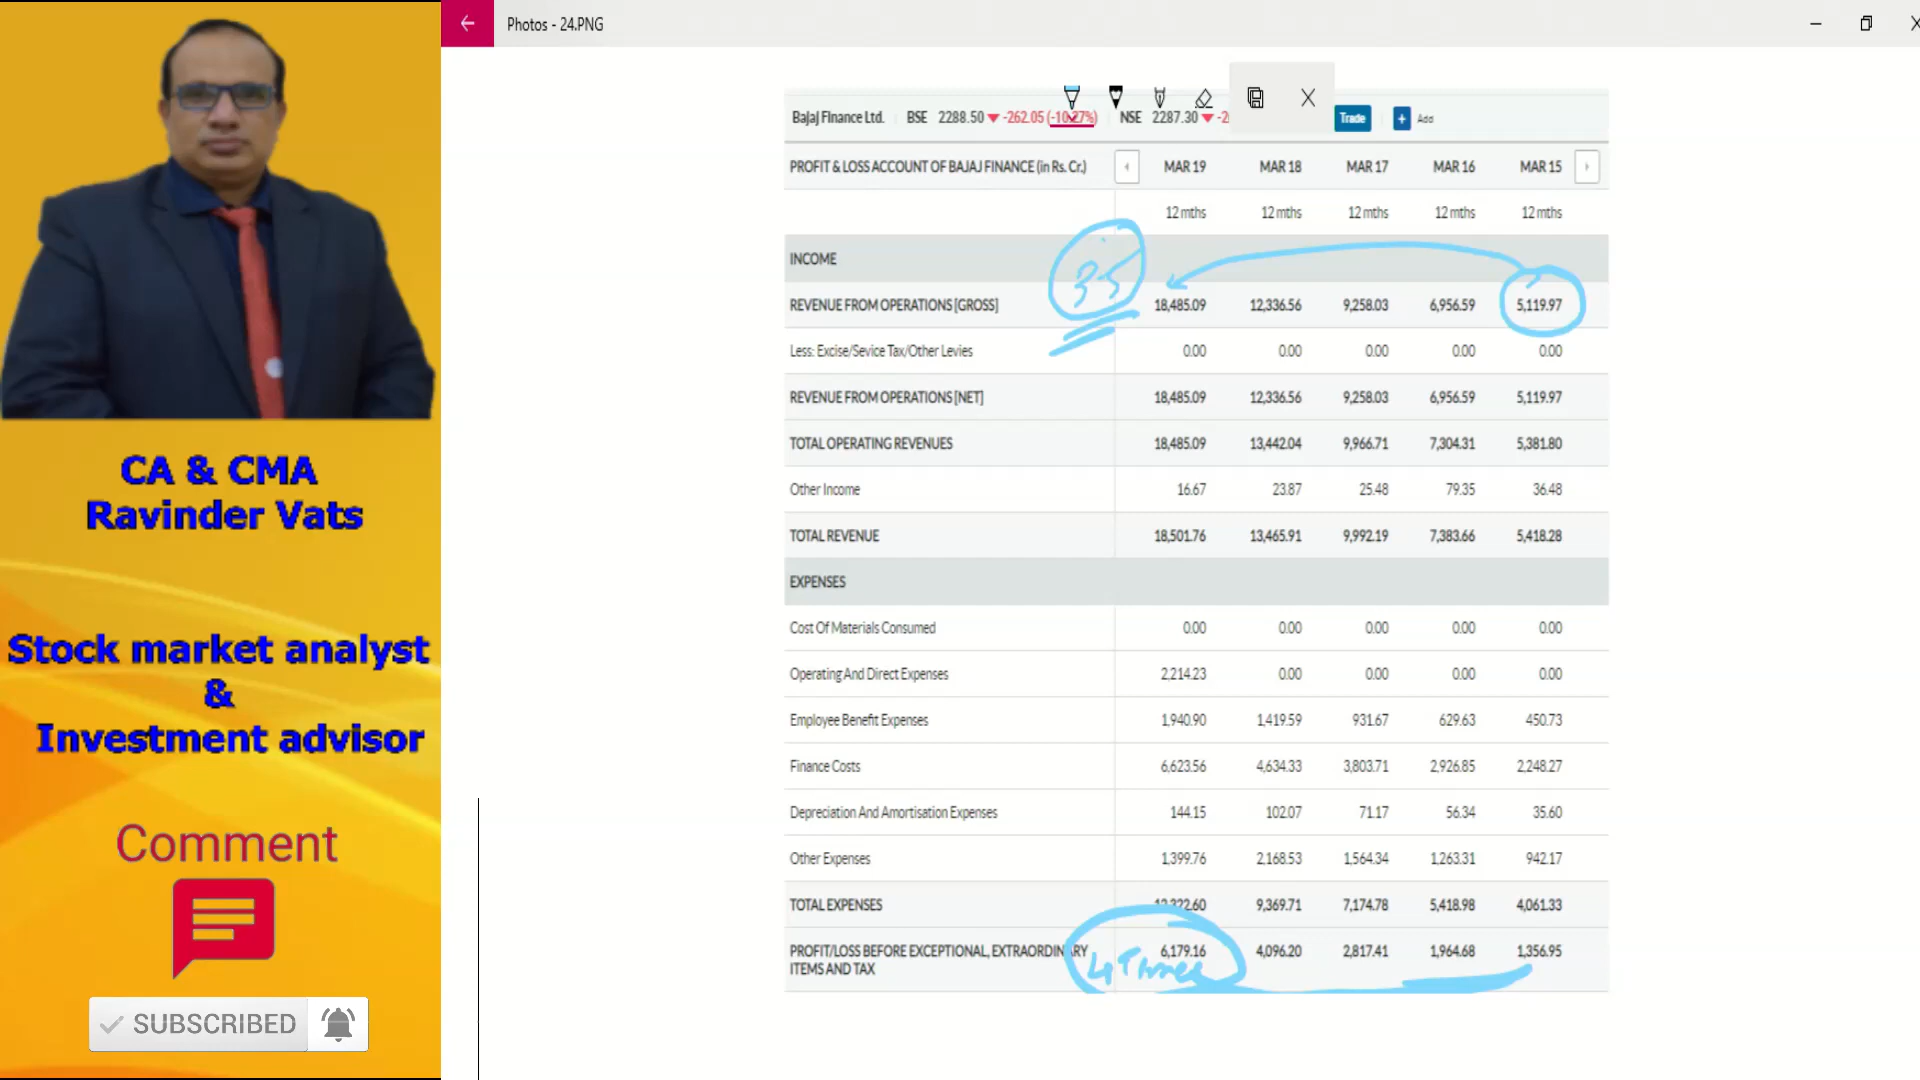 Photos - 24.PNG
Bajaj Finance Ltd. BSE 2288.50 ▼ -262.05 (-10.27%) NSE 2287.30 ▼ -2 Trade + Add
PROFIT & LOSS ACCOUNT OF BAJAJ FINANCE (in Rs. Cr.) MAR 19 MAR 18 MAR 17 MAR 16 MAR 15
12 mths 12 mths 12 mths 12 mths 12 mths
INCOME
35
REVENUE FROM OPERATIONS [GROSS] 18,485.09 12,336.56 9,258.03 6,956.59 5,119.97
Less: Excise/Sevice Tax/Other Levies 0.00 0.00 0.00 0.00 0.00
REVENUE FROM OPERATIONS [NET] 18,485.09 12,336.56 9,258.03 6,956.59 5,119.97
TOTAL OPERATING REVENUES 18,485.09 13,442.04 9,966.71 7,304.31 5,381.80
Other Income 16.67 23.87 25.48 79.35 36.48
TOTAL REVENUE 18,501.76 13,465.91 9,992.19 7,383.66 5,418.28
EXPENSES
Cost Of Materials Consumed 0.00 0.00 0.00 0.00 0.00
Operating And Direct Expenses 2,214.23 0.00 0.00 0.00 0.00
Employee Benefit Expenses 1,940.90 1,419.59 931.67 629.63 450.73
Finance Costs 6,623.56 4,634.33 3,803.71 2,926.85 2,248.27
Depreciation And Amortisation Expenses 144.15 102.07 71.17 56.34 35.60
Other Expenses 1,399.76 2,168.53 1,564.34 1,263.31 942.17
TOTAL EXPENSES 12,322.60 9,369.71 7,174.78 5,418.98 4,061.33
PROFIT/LOSS BEFORE EXCEPTIONAL, EXTRAORDINARY 6,179.16 4,096.20 2,817.41 1,964.68 1,356.95
ITEMS AND TAX
4 Times
CA & CMA
Ravinder Vats
Stock market analyst
&
Investment advisor
Comment
SUBSCRIBED